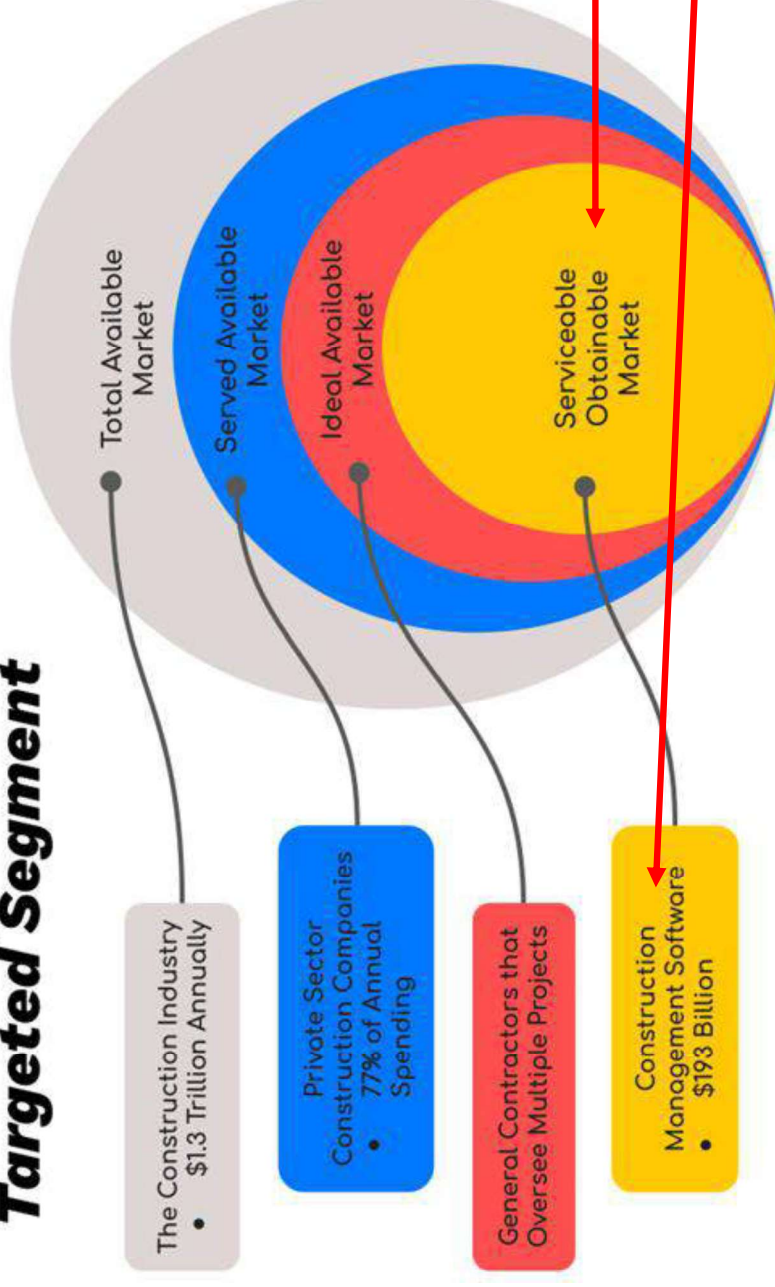 Targeted Segment
The Construction Industry
• $1.3 Trillion Annually
Private Sector
Construction Companies
• 77% of Annual
Spending
General Contractors that
Oversee Multiple Projects
Construction
Management Software
• $193 Billion
Total Available
Market
Served Available
Market
Ideal Available
Market
Serviceable
Obtainable
Market